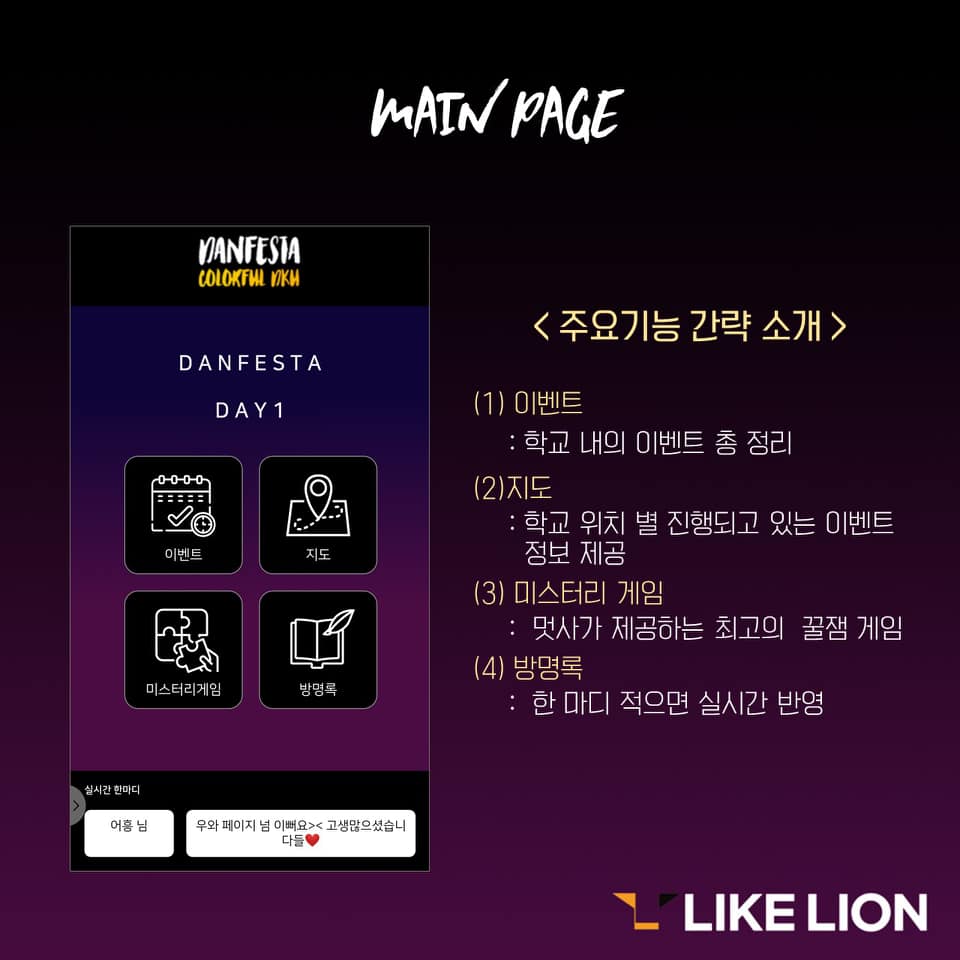 MAIN PAGE
DANFESTA
COLORFUL DKU
DANFESTA
DAY1
이벤트
지도
미스터리게임
방명록
실시간 한마디
어흥 님
우와 페이지 넘 이뻐요>< 고생많으셨습니
다들❤️
< 주요기능 간략 소개 >
(1) 이벤트
: 학교 내의 이벤트 총 정리
(2)지도
: 학교 위치 별 진행되고 있는 이벤트
정보 제공
(3) 미스터리 게임
: 멋사가 제공하는 최고의 꿀잼 게임
(4) 방명록
: 한 마디 적으면 실시간 반영
LIKE LION